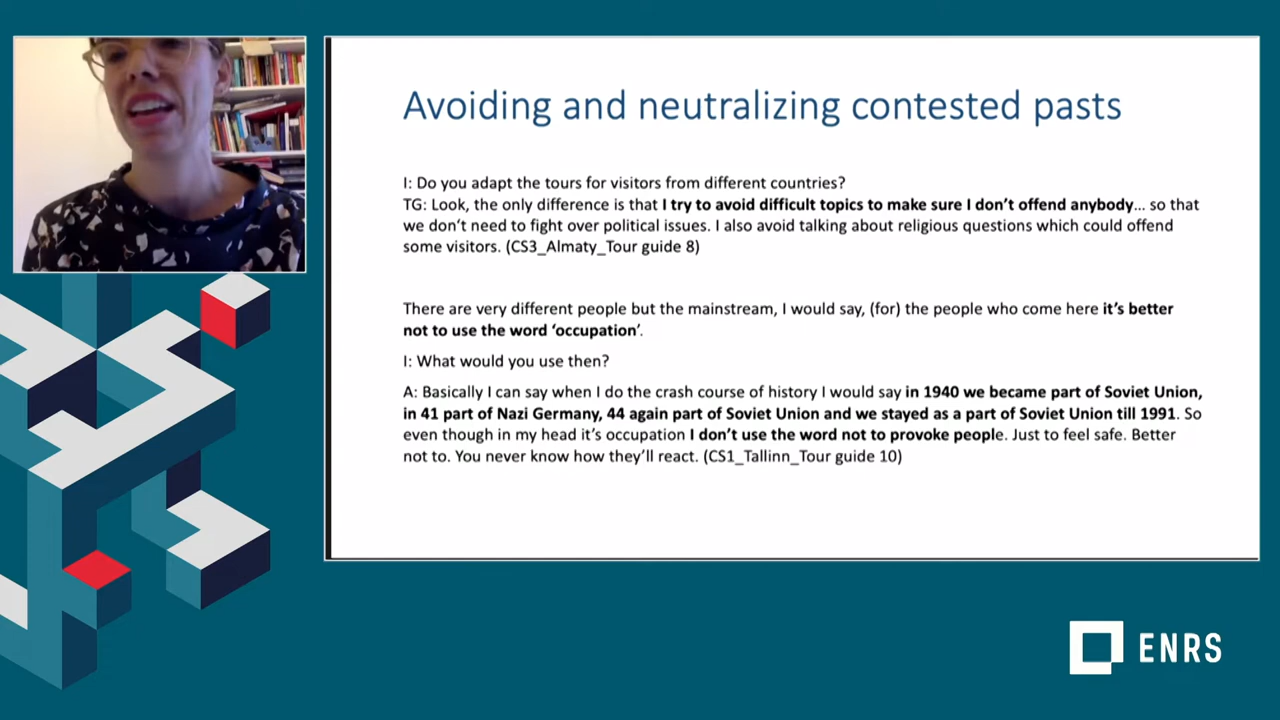 Avoiding and neutralizing contested pasts
I: Do you adapt the tours for visitors from different countries?
TG: Look, the only difference is that I try to avoid difficult topics to make sure I don’t offend anybody… so that
we don’t need to fight over political issues. I also avoid talking about religious questions which could offend
some visitors. (CS3_Almaty_Tour guide 8)
There are very different people but the mainstream, I would say, (for) the people who come here it’s better
not to use the word ‘occupation’.
I: What would you use then?
A: Basically I can say when I do the crash course of history I would say in 1940 we became part of Soviet Union,
in 41 part of Nazi Germany, 44 again part of Soviet Union and we stayed as a part of Soviet Union till 1991. So
even though in my head it’s occupation I don’t use the word not to provoke people. Just to feel safe. Better
not to. You never know how they’ll react. (CS1_Tallinn_Tour guide 10)
ENRS